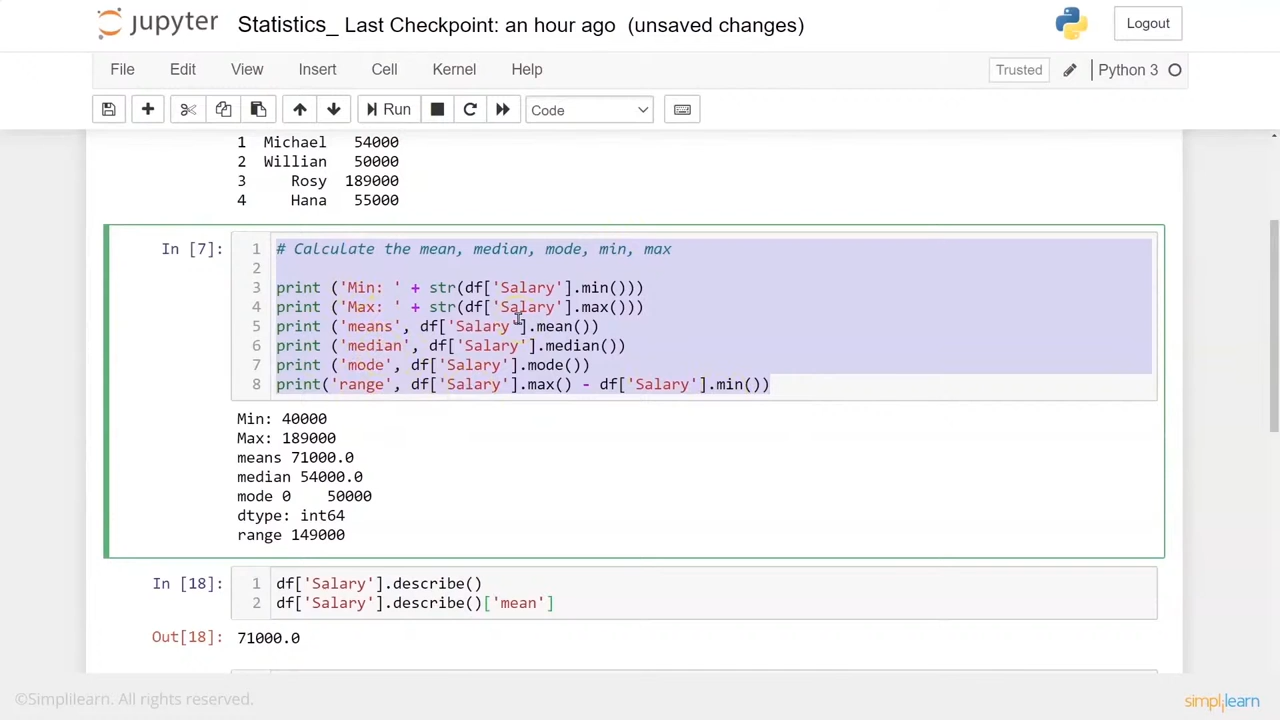 jupyter Statistics_ Last Checkpoint: an hour ago (unsaved changes) Logout
File Edit View Insert Cell Kernel Help Trusted Python 3
Run Code
1 Michael 54000
2 Willian 50000
3 Rosy 189000
4 Hana 55000
In [7]: 1 # Calculate the mean, median, mode, min, max
2
3 print ('Min: ' + str(df['Salary'].min()))
4 print ('Max: ' + str(df['Salary'].max()))
5 print ('means', df['Salary'].mean())
6 print ('median', df['Salary'].median())
7 print ('mode', df['Salary'].mode())
8 print('range', df['Salary'].max() - df['Salary'].min())
Min: 40000
Max: 189000
means 71000.0
median 54000.0
mode 0    50000
dtype: int64
range 149000
In [18]: 1 df['Salary'].describe()
2 df['Salary'].describe()['mean']
Out[18]: 71000.0
©Simplilearn. All rights reserved. simplilearn